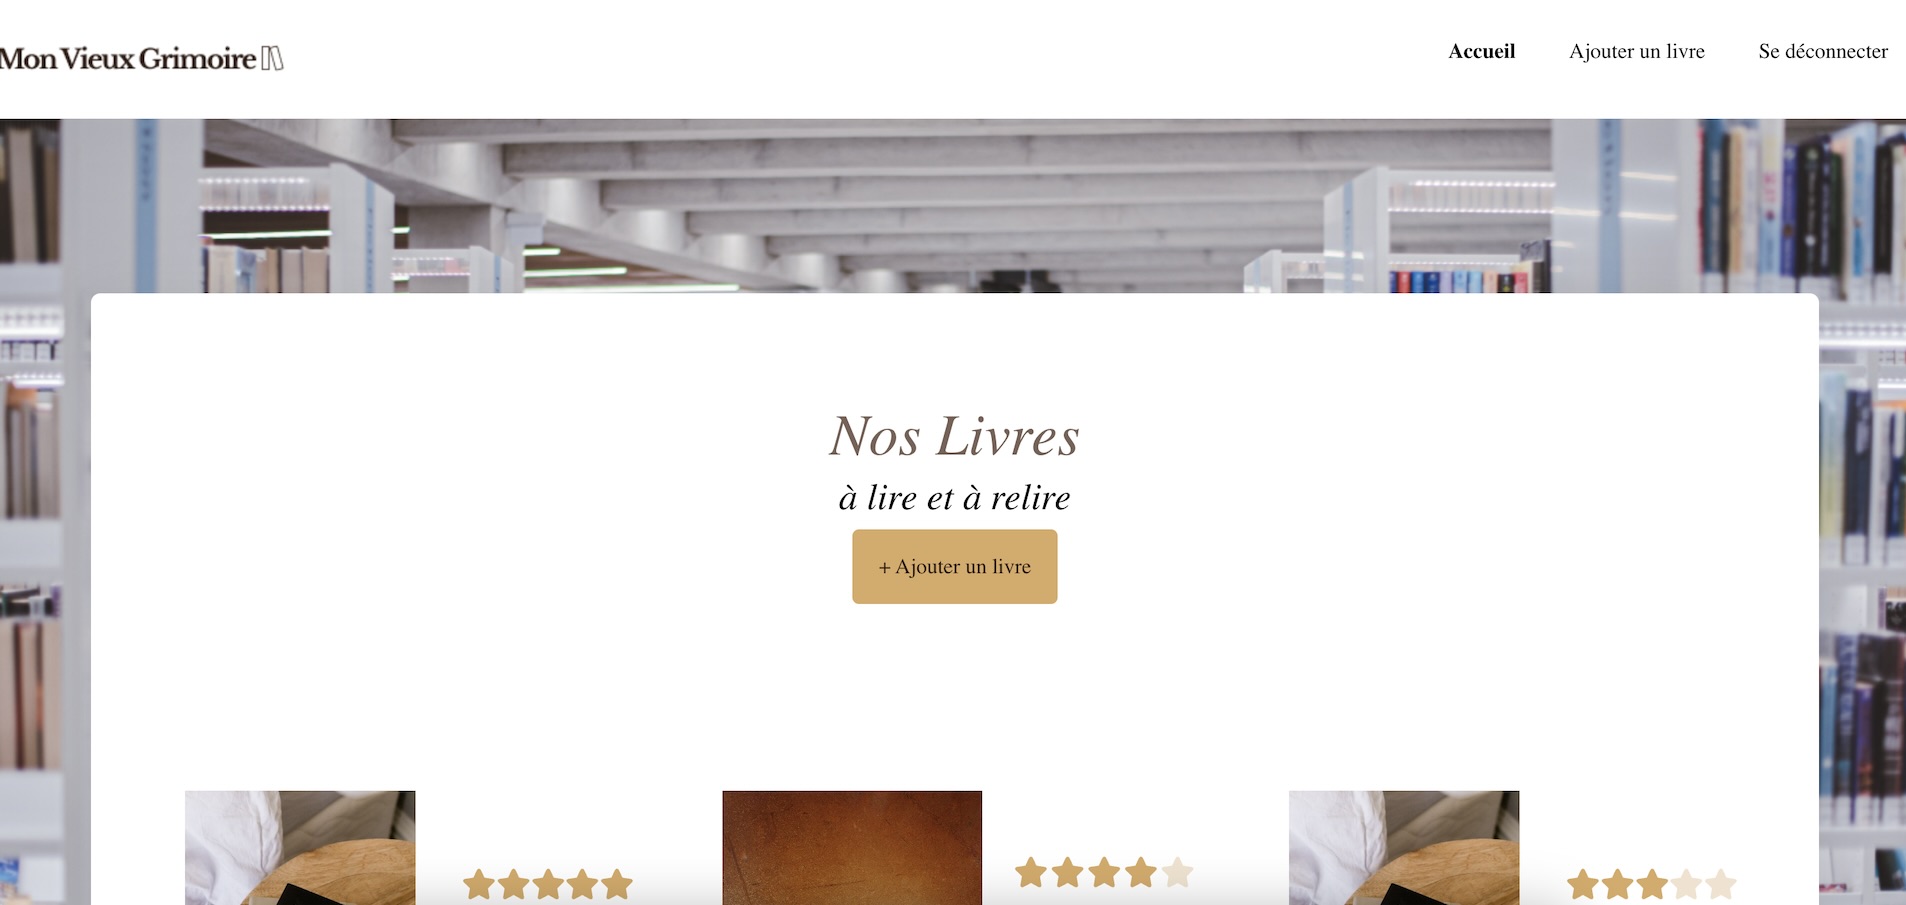 Mon Vieux Grimoire
Accueil
Ajouter un livre
Se déconnecter
Nos Livres
à lire et à relire
+ Ajouter un livre